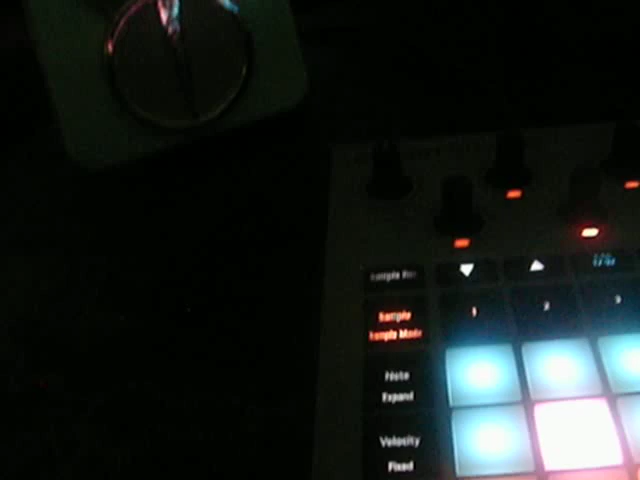 1 2 3
Sample
Sample Mode
Note
Expand
Velocity
Fixed